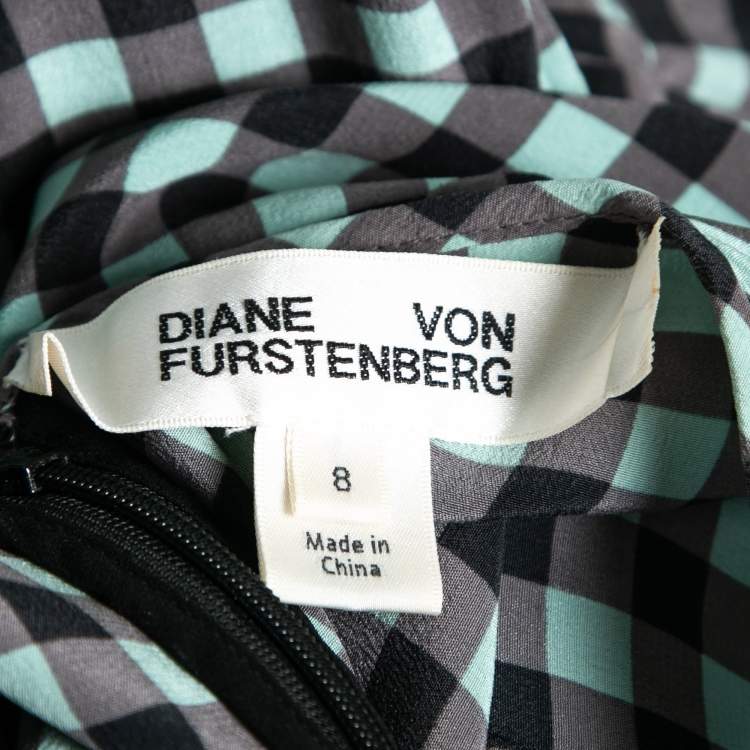 DIANE VON
FURSTENBERG
8
Made in
China